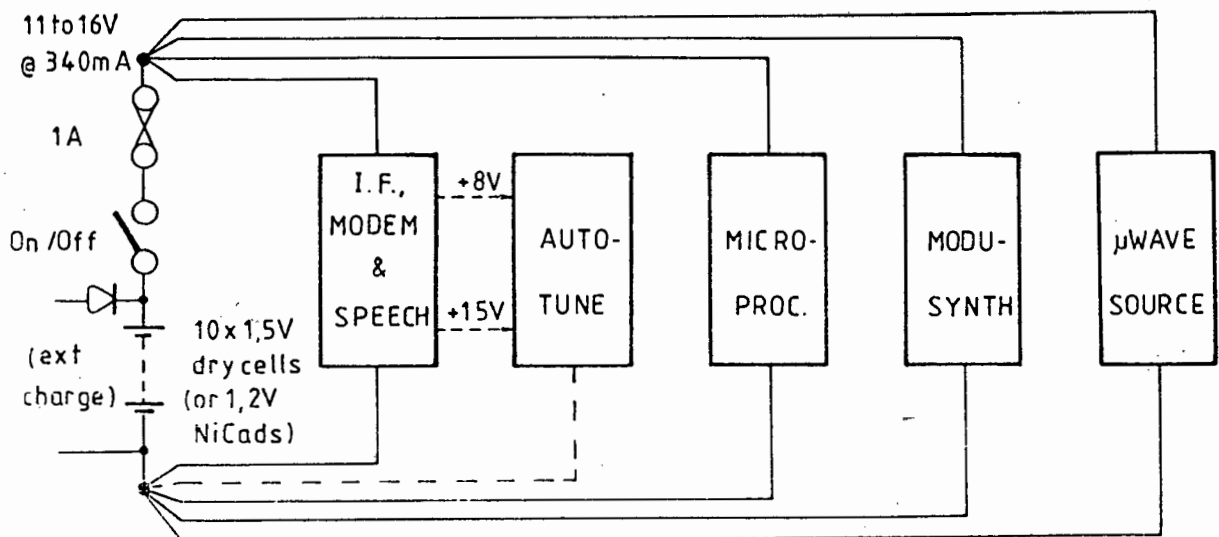 11 to 16V
@ 340mA
1A
On/Off
(ext
charge)
10 x 1,5V
dry cells
(or 1,2V
NiCads)
I.F.,
MODEM
&
SPEECH
+8V
+15V
AUTO-
TUNE
MICRO-
PROC.
MODU-
SYNTH
µWAVE
SOURCE